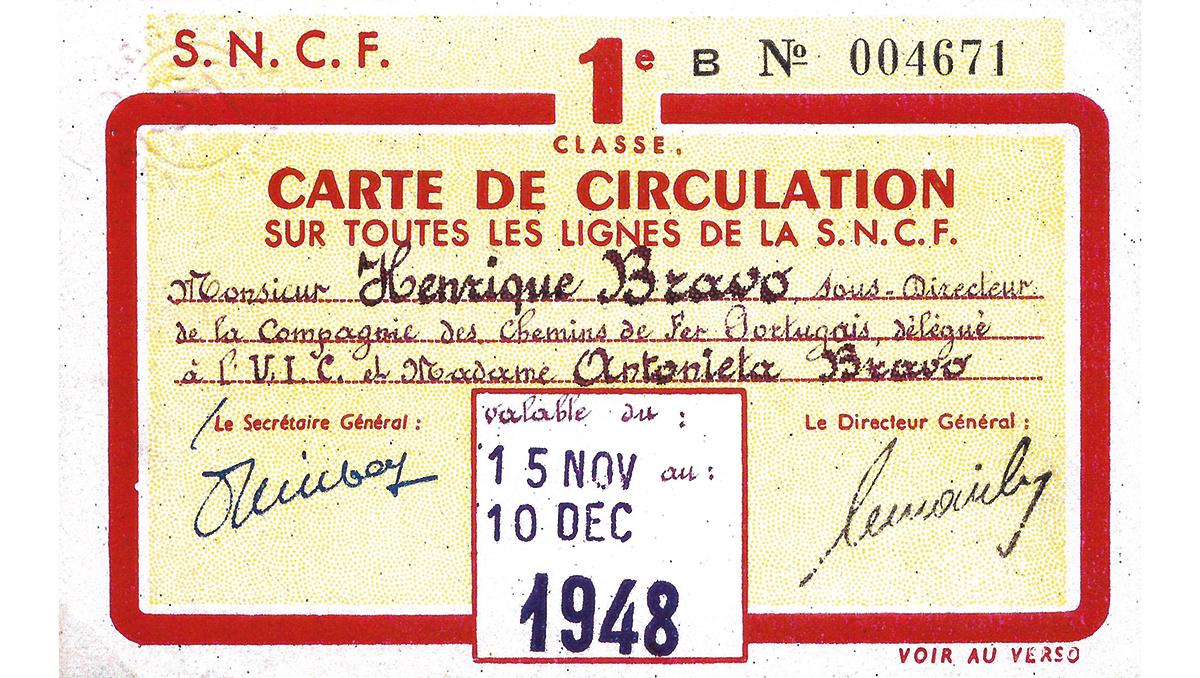 S. N. C. F. 1e B Nº 004671
CLASSE.
CARTE DE CIRCULATION
SUR TOUTES LES LIGNES DE LA S.N.C.F.
Monsieur Henrique Bravo, sous-Directeur
de la Compagnie des Chemins de Fer Portugais, délégué
à l'U.I.C. et Madame Antonieta Bravo
Le Secrétaire Général :
valable du :
15 NOV au :
10 DEC
1948
Le Directeur Général :
VOIR AU VERSO